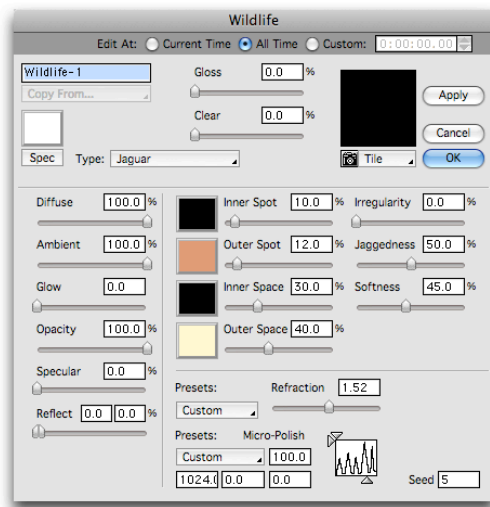 Wildlife
Edit At: Current Time All Time Custom: 0:00:00.00
Wildlife-1
Copy From...
Gloss 0.0 %
Clear 0.0 %
Apply
Cancel
OK
Spec Type: Jaguar
Tile
Diffuse 100.0 %
Ambient 100.0 %
Glow 0.0
Opacity 100.0 %
Specular 0.0 %
Reflect 0.0 0.0 %
Inner Spot 10.0 %
Outer Spot 12.0 %
Inner Space 30.0 %
Outer Space 40.0 %
Irregularity 0.0 %
Jaggedness 50.0 %
Softness 45.0 %
Presets: Refraction 1.52
Custom
Presets: Micro-Polish
Custom 100.0
1024.( 0.0 0.0
Seed 5